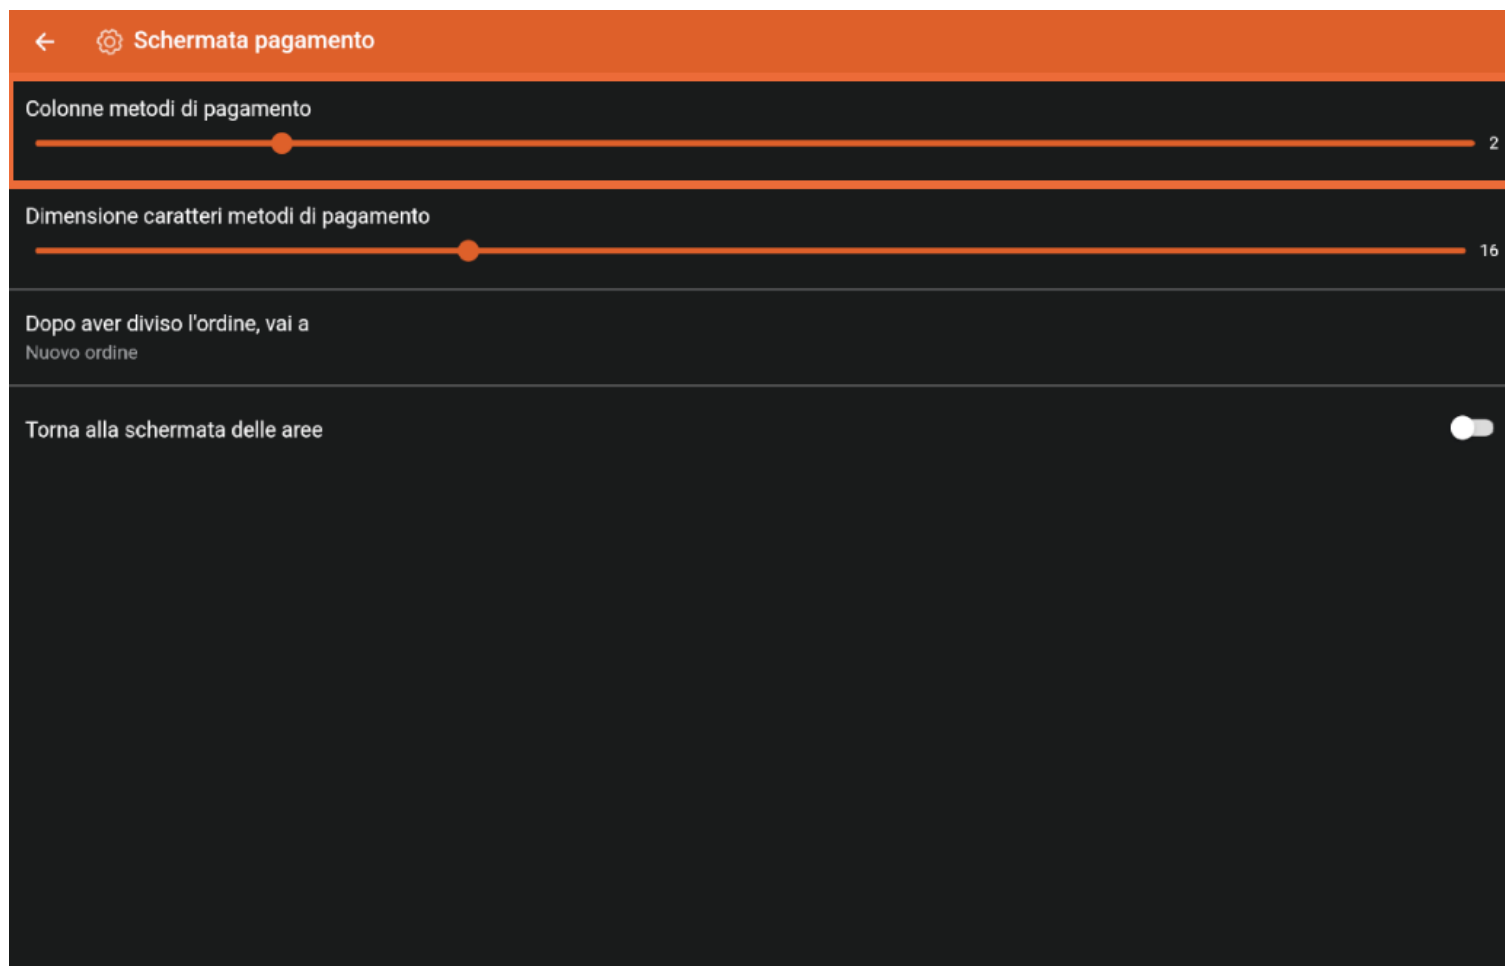 Schermata pagamento
Colonne metodi di pagamento
2
Dimensione caratteri metodi di pagamento
16
Dopo aver diviso l'ordine, vai a
Nuovo ordine
Torna alla schermata delle aree